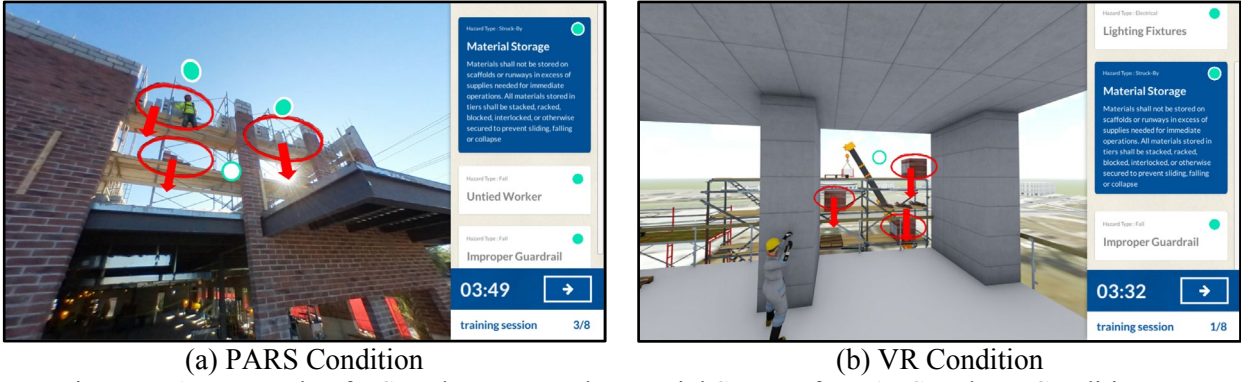 Hazard Type : Struck-By
Material Storage
Materials shall not be stored on
scaffolds or runways in excess of
supplies needed for immediate
operations. All materials stored in
tiers shall be stacked, racked,
blocked, interlocked, or otherwise
secured to prevent sliding, falling
or collapse
Hazard Type : Fall
Untied Worker
Hazard Type : Fall
Improper Guardrail
03:49
training session 3/8
(a) PARS Condition
Hazard Type : Electrical
Lighting Fixtures
Hazard Type : Struck-By
Material Storage
Materials shall not be stored on
scaffolds or runways in excess of
supplies needed for immediate
operations. All materials stored in
tiers shall be stacked, racked,
blocked, interlocked, or otherwise
secured to prevent sliding, falling
or collapse
Hazard Type : Fall
Improper Guardrail
03:32
training session 1/8
(b) VR Condition